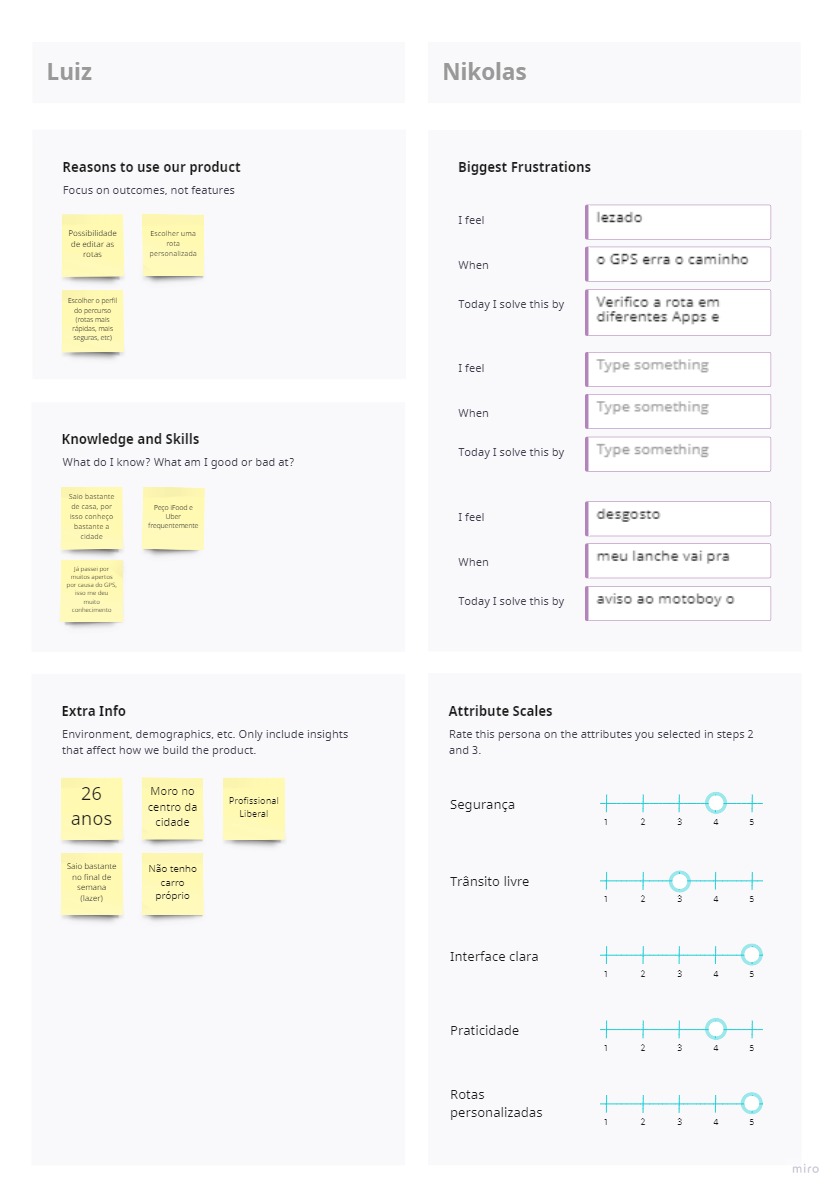 Luiz
Nikolas
Reasons to use our product
Focus on outcomes, not features
Possibilidade
de editar as
rotas
Escolher uma
rota
personalizada
Escolher o perfil
do percurso
(rotas mais
rápidas, mais
seguras, etc)
Knowledge and Skills
What do I know? What am I good or bad at?
Saio bastante
de casa, por
isso conheço
bastante a
cidade
Peço iFood e
Uber
frequentemente
Já passei por
muitos apertos
por causa do GPS,
isso me deu
muito
conhecimento
Extra Info
Environment, demographics, etc. Only include insights
that affect how we build the product.
26
anos
Moro no
centro da
cidade
Profissional
Liberal
Saio bastante
no final de
semana
(lazer)
Não tenho
carro
próprio
Biggest Frustrations
I feel
lezado
When
o GPS erra o caminho
Today I solve this by
Verifico a rota em
diferentes Apps e
I feel
Type something
When
Type something
Today I solve this by
Type something
I feel
desgosto
When
meu lanche vai pra
Today I solve this by
aviso ao motoboy o
Attribute Scales
Rate this persona on the attributes you selected in steps 2
and 3.
Segurança
1 2 3 4 5
Trânsito livre
1 2 3 4 5
Interface clara
1 2 3 4 5
Praticidade
1 2 3 4 5
Rotas
personalizadas
1 2 3 4 5
miro